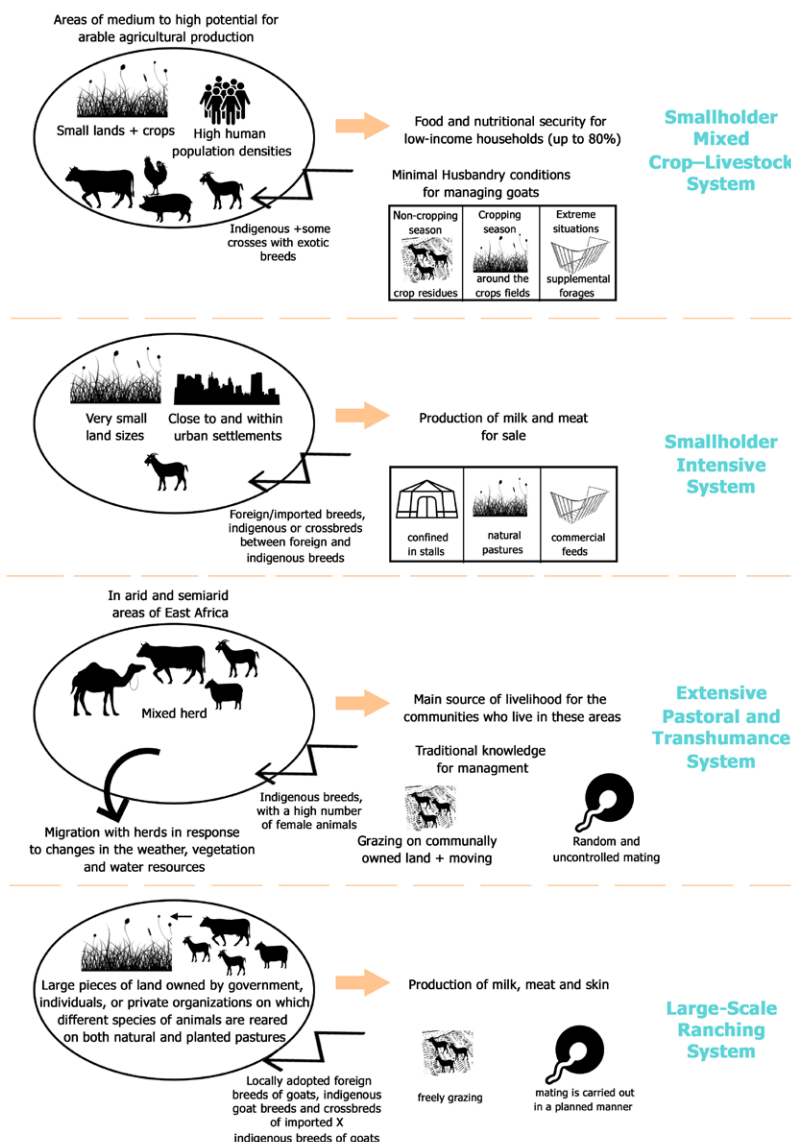 Areas of medium to high potential for
arable agricultural production
Small lands + crops
High human
population densities
Indigenous +some
crosses with exotic
breeds
Food and nutritional security for
low-income households (up to 80%)
Minimal Husbandry conditions
for managing goats
Non-cropping
season
crop residues
Cropping
season
around the
crops fields
Extreme
situations
supplemental
forages
Smallholder
Mixed
Crop–Livestock
System
Very small
land sizes
Close to and within
urban settlements
Foreign/imported breeds,
indigenous or crossbreds
between foreign and
indigenous breeds
Production of milk and meat
for sale
confined
in stalls
natural
pastures
commercial
feeds
Smallholder
Intensive
System
In arid and semiarid
areas of East Africa
Mixed herd
Migration with herds in response
to changes in the weather, vegetation
and water resources
Indigenous breeds,
with a high number
of female animals
Main source of livelihood for the
communities who live in these areas
Traditional knowledge
for managment
Grazing on communally
owned land + moving
Random and
uncontrolled mating
Extensive
Pastoral and
Transhumance
System
Large pieces of land owned by government,
individuals, or private organizations on which
different species of animals are reared
on both natural and planted pastures
Locally adopted foreign
breeds of goats, indigenous
goat breeds and crossbreds
of imported X
indigenous breeds of goats
Production of milk, meat and skin
freely grazing
mating is carried out
in a planned manner
Large-Scale
Ranching
System